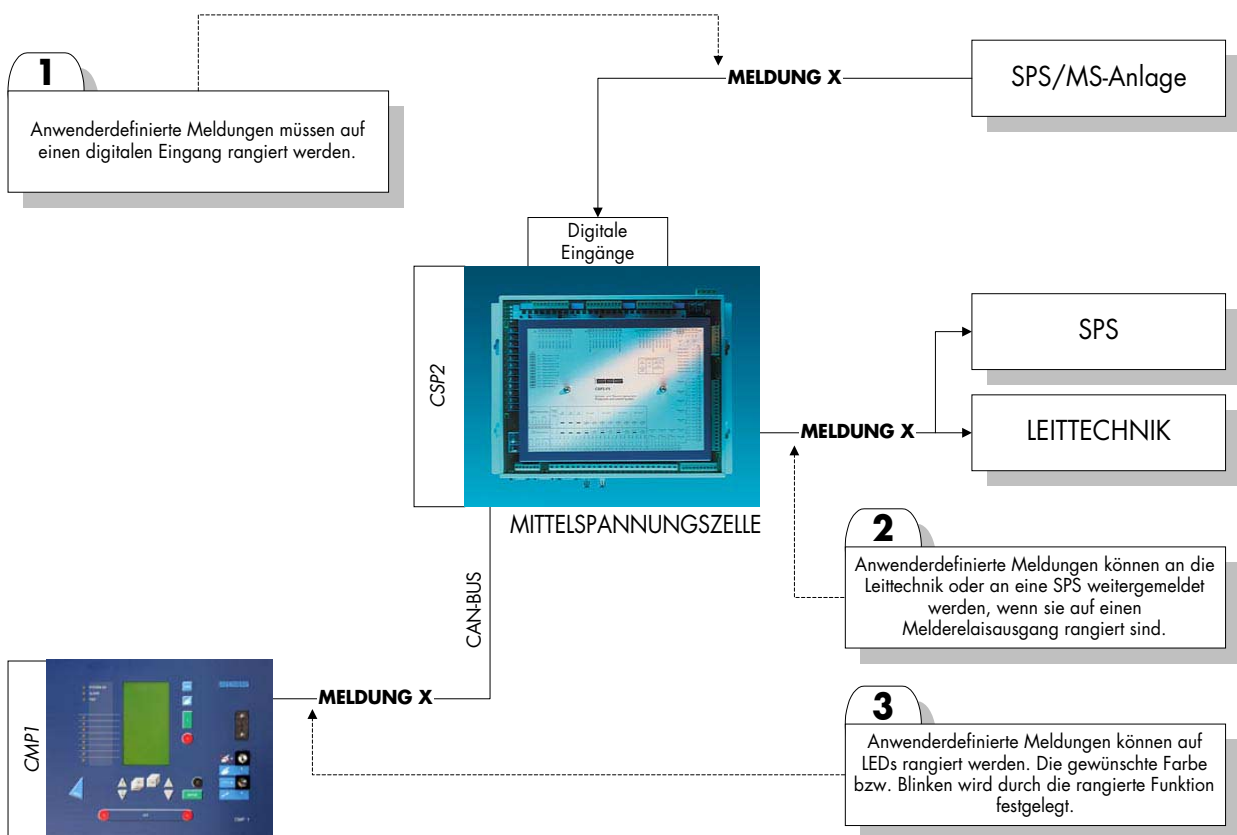 1
Anwenderdefinierte Meldungen müssen auf
einen digitalen Eingang rangiert werden.
MELDUNG X
SPS/MS-Anlage
Digitale
Eingänge
CSP2
SPS
MELDUNG X
LEITTECHNIK
MITTELSPANNUNGSZELLE
2
Anwenderdefinierte Meldungen können an die
Leittechnik oder an eine SPS weitergemeldet
werden, wenn sie auf einen
Melderelaisausgang rangiert sind.
CAN-BUS
CMP1
MELDUNG X
3
Anwenderdefinierte Meldungen können auf
LEDs rangiert werden. Die gewünschte Farbe
bzw. Blinken wird durch die rangierte Funktion
festgelegt.